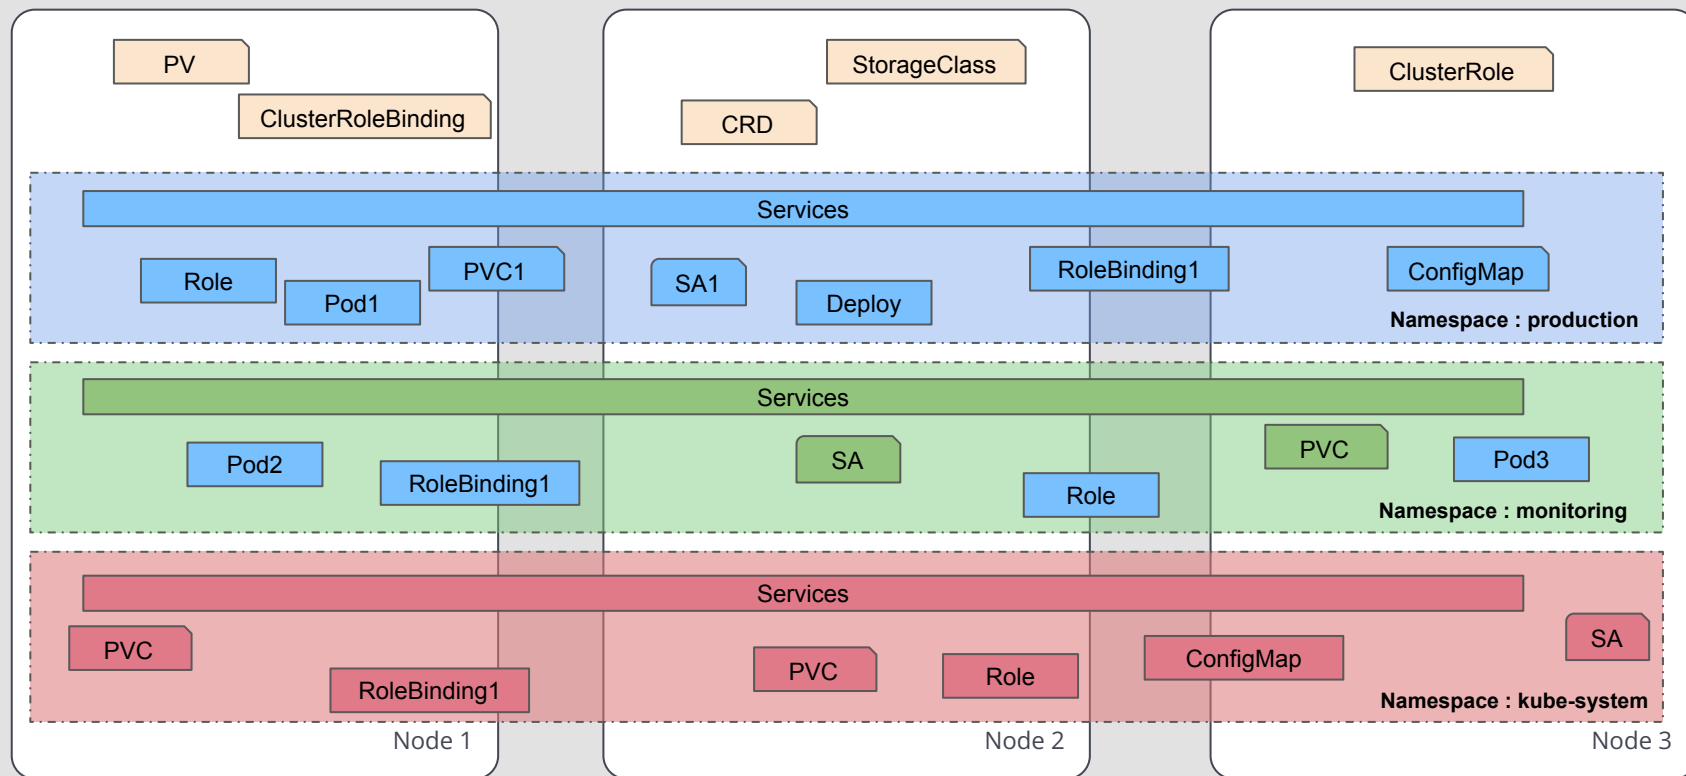 PV
StorageClass
ClusterRole
ClusterRoleBinding
CRD
Services
Role
Pod1
PVC1
SA1
Deploy
RoleBinding1
ConfigMap
Namespace : production
Services
Pod2
RoleBinding1
SA
Role
PVC
Pod3
Namespace : monitoring
Services
PVC
RoleBinding1
PVC
Role
ConfigMap
SA
Namespace : kube-system
Node 1
Node 2
Node 3